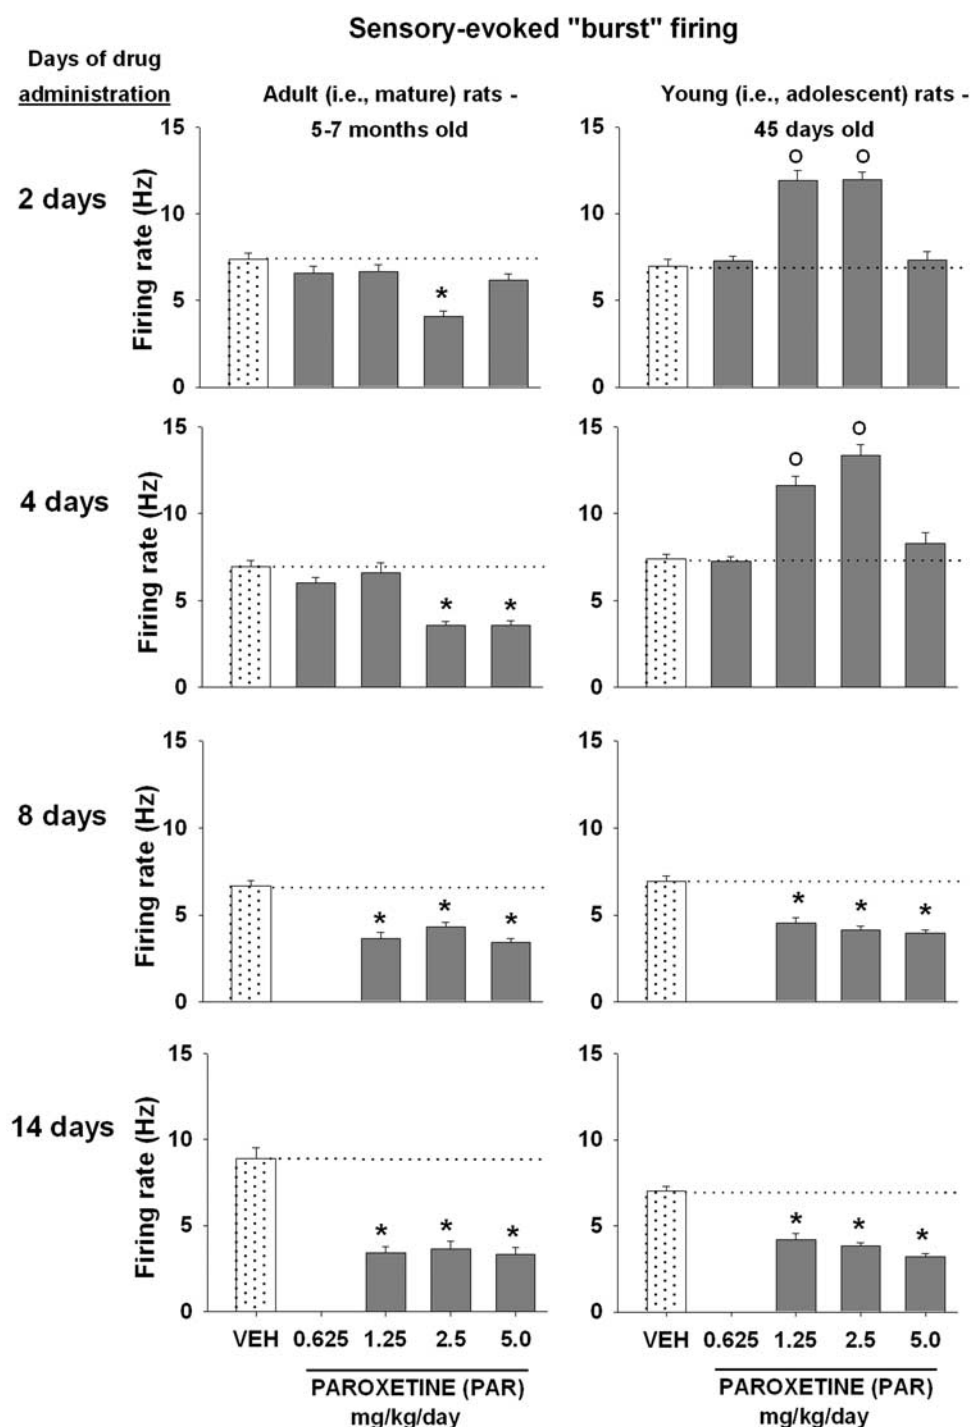 Sensory-evoked "burst" firing
Days of drug
administration
Adult (i.e., mature) rats -
5-7 months old
Young (i.e., adolescent) rats -
45 days old
2 days
Firing rate (Hz)
15
10
5
0
*
15
10
5
0
O O
4 days
Firing rate (Hz)
15
10
5
0
* *
15
10
5
0
O O
8 days
Firing rate (Hz)
15
10
5
0
* * *
15
10
5
0
* * *
14 days
Firing rate (Hz)
15
10
5
0
* * *
15
10
5
0
* * *
VEH 0.625 1.25 2.5 5.0
PAROXETINE (PAR)
mg/kg/day
VEH 0.625 1.25 2.5 5.0
PAROXETINE (PAR)
mg/kg/day